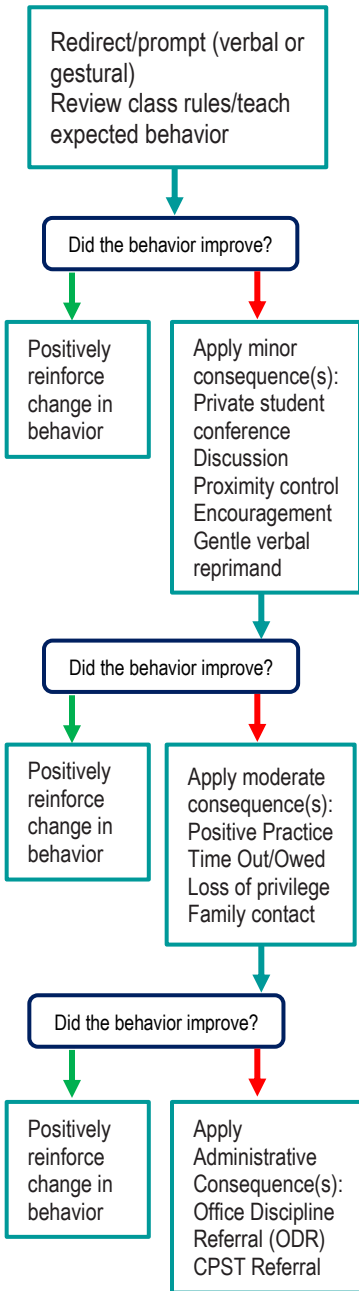 Redirect/prompt (verbal or
gestural)
Review class rules/teach
expected behavior
Did the behavior improve?
Positively
reinforce
change in
behavior
Apply minor
consequence(s):
Private student
conference
Discussion
Proximity control
Encouragement
Gentle verbal
reprimand
Did the behavior improve?
Positively
reinforce
change in
behavior
Apply moderate
consequence(s):
Positive Practice
Time Out/Owed
Loss of privilege
Family contact
Did the behavior improve?
Positively
reinforce
change in
behavior
Apply
Administrative
Consequence(s):
Office Discipline
Referral (ODR)
CPST Referral